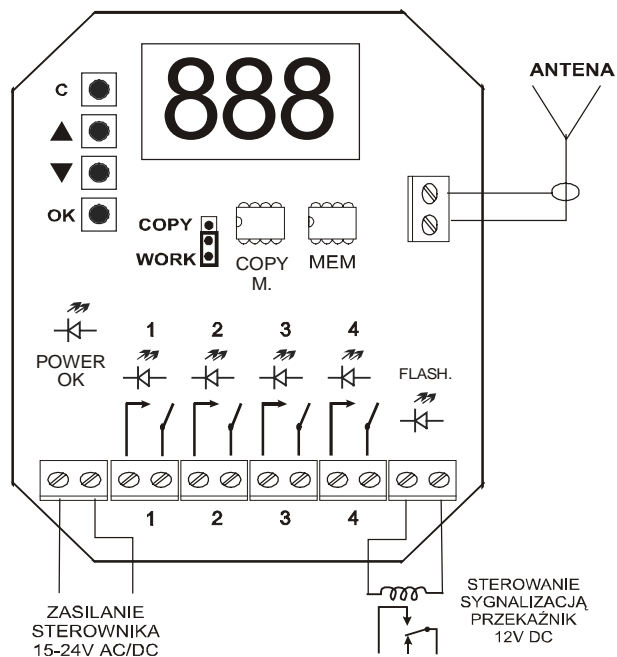 888
C
▲
▼
OK
ANTENA
COPY
WORK
COPY
M.
MEM
POWER
OK
1 2 3 4
FLASH.
1 2 3 4
ZASILANIE
STEROWNIKA
15-24V AC/DC
STEROWANIE
SYGNALIZACJĄ
PRZEKAŹNIK
12V DC